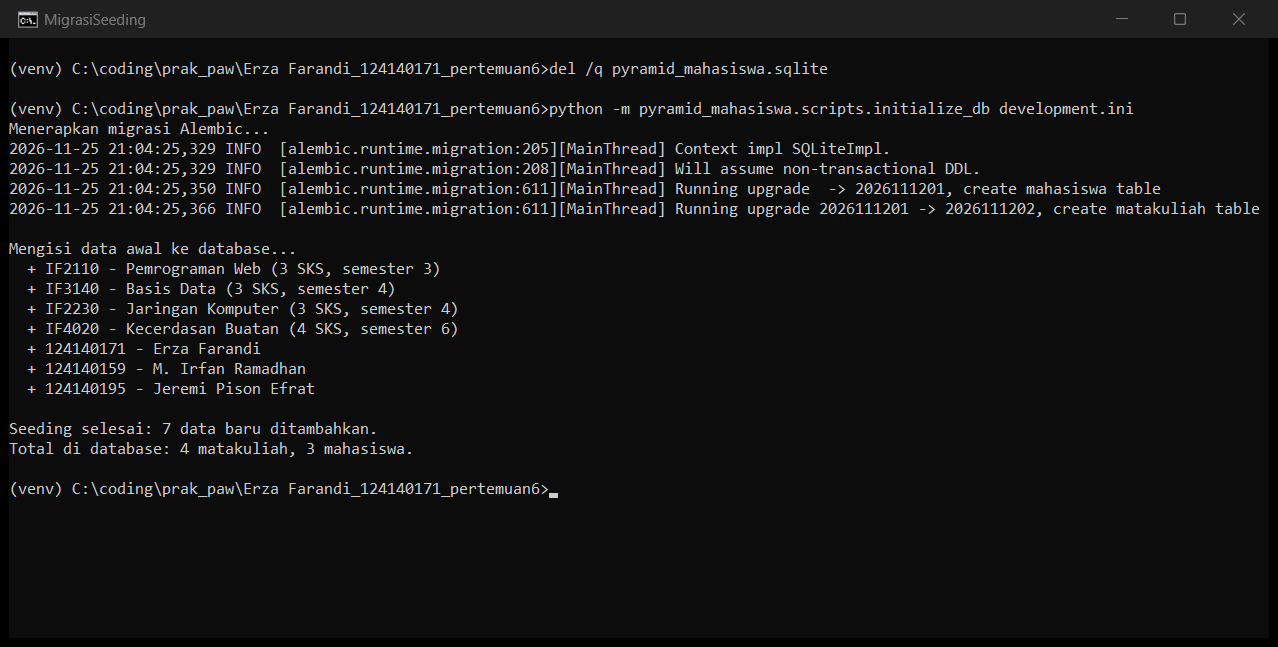 MigrasiSeeding
(venv) C:\coding\prak_paw\Erza Farandi_124140171_pertemuan6>del /q pyramid_mahasiswa.sqlite
(venv) C:\coding\prak_paw\Erza Farandi_124140171_pertemuan6>python -m pyramid_mahasiswa.scripts.initialize_db development.ini
Menerapkan migrasi Alembic...
2026-11-25 21:04:25,329 INFO  [alembic.runtime.migration:205][MainThread] Context impl SQLiteImpl.
2026-11-25 21:04:25,329 INFO  [alembic.runtime.migration:208][MainThread] Will assume non-transactional DDL.
2026-11-25 21:04:25,350 INFO  [alembic.runtime.migration:611][MainThread] Running upgrade  -> 2026111201, create mahasiswa table
2026-11-25 21:04:25,366 INFO  [alembic.runtime.migration:611][MainThread] Running upgrade 2026111201 -> 2026111202, create matakuliah table
Mengisi data awal ke database...
  + IF2110 - Pemrograman Web (3 SKS, semester 3)
  + IF3140 - Basis Data (3 SKS, semester 4)
  + IF2230 - Jaringan Komputer (3 SKS, semester 4)
  + IF4020 - Kecerdasan Buatan (4 SKS, semester 6)
  + 124140171 - Erza Farandi
  + 124140159 - M. Irfan Ramadhan
  + 124140195 - Jeremi Pison Efrat
Seeding selesai: 7 data baru ditambahkan.
Total di database: 4 matakuliah, 3 mahasiswa.
(venv) C:\coding\prak_paw\Erza Farandi_124140171_pertemuan6>